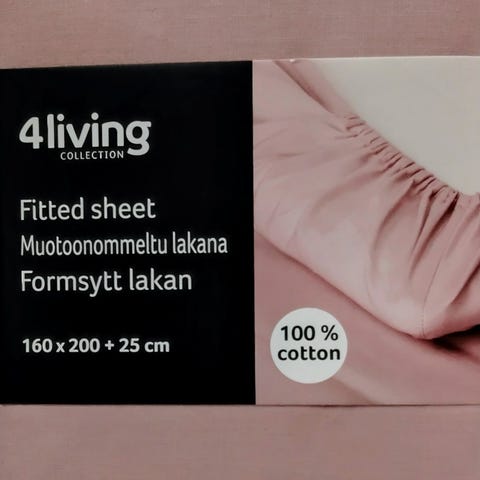 4living
COLLECTION
Fitted sheet
Muotoonommeltu lakana
Formsytt lakan
160 x 200 + 25 cm
100 %
cotton